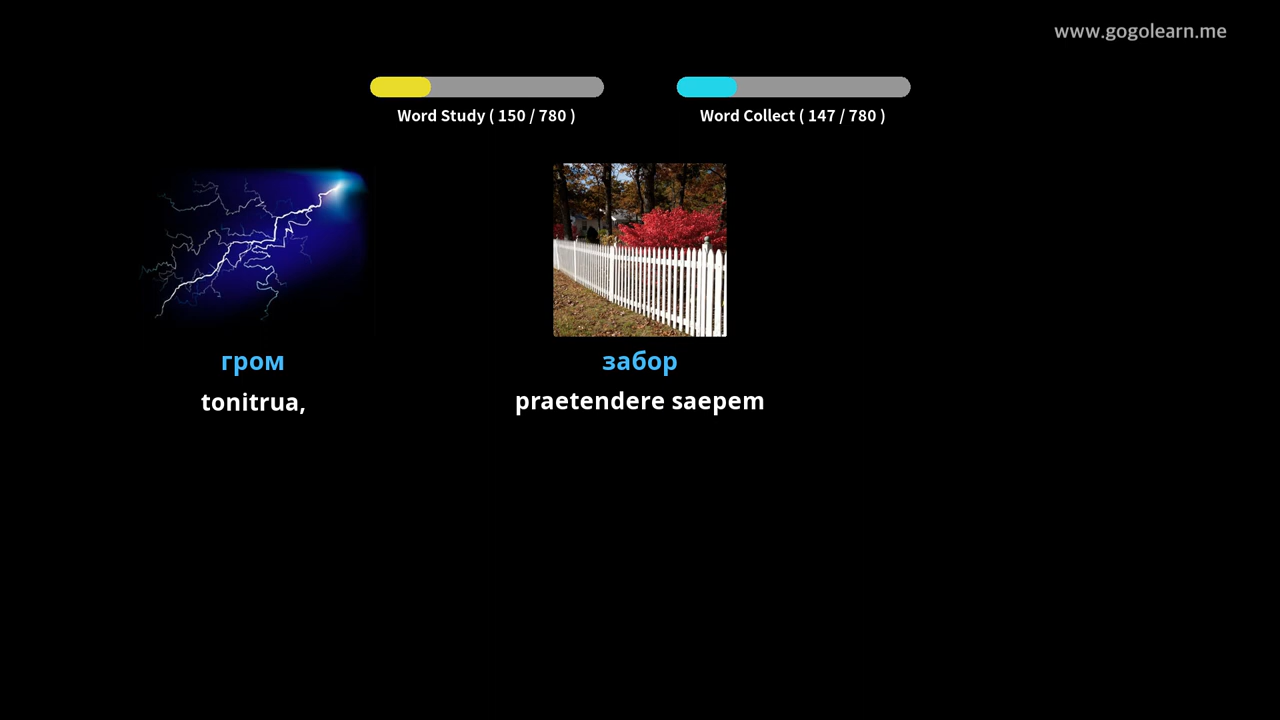 www.gogolearn.me
Word Study ( 150 / 780 )
Word Collect ( 147 / 780 )
гром
забор
tonitrua,
praetendere saepem